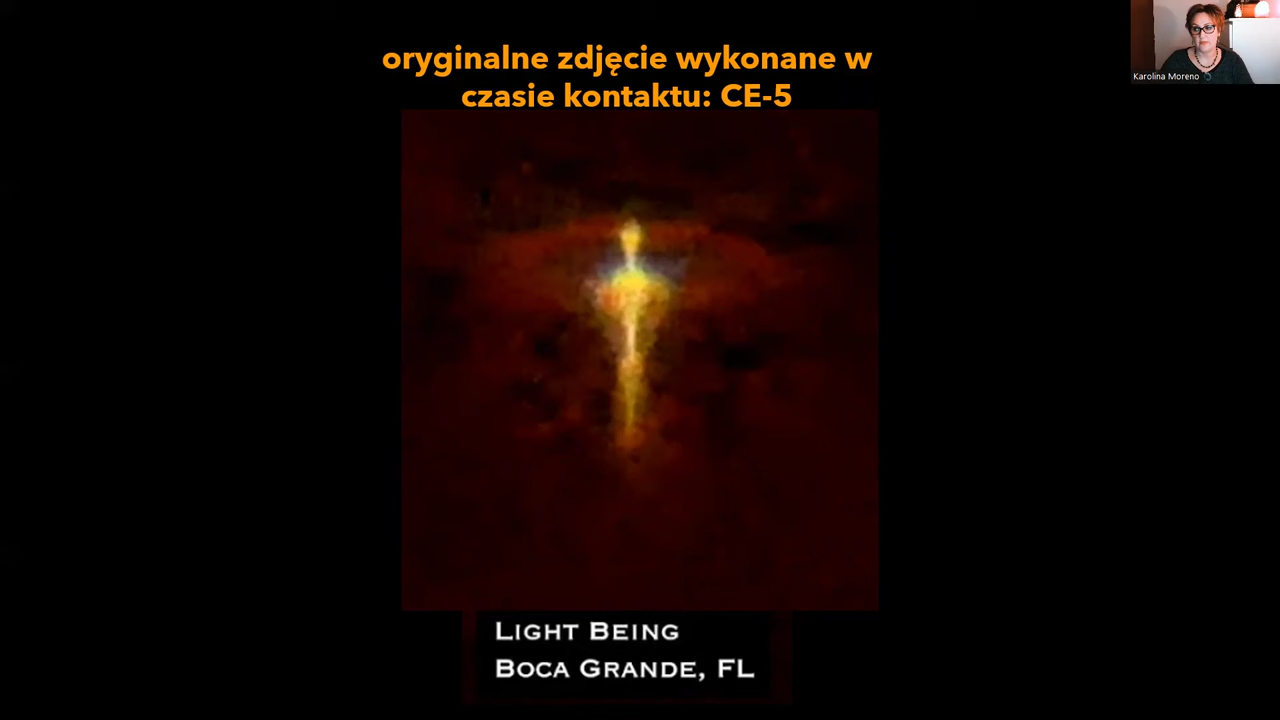 oryginalne zdjęcie wykonane w
czasie kontaktu: CE-5
Karolina Moreno
LIGHT BEING
BOCA GRANDE, FL